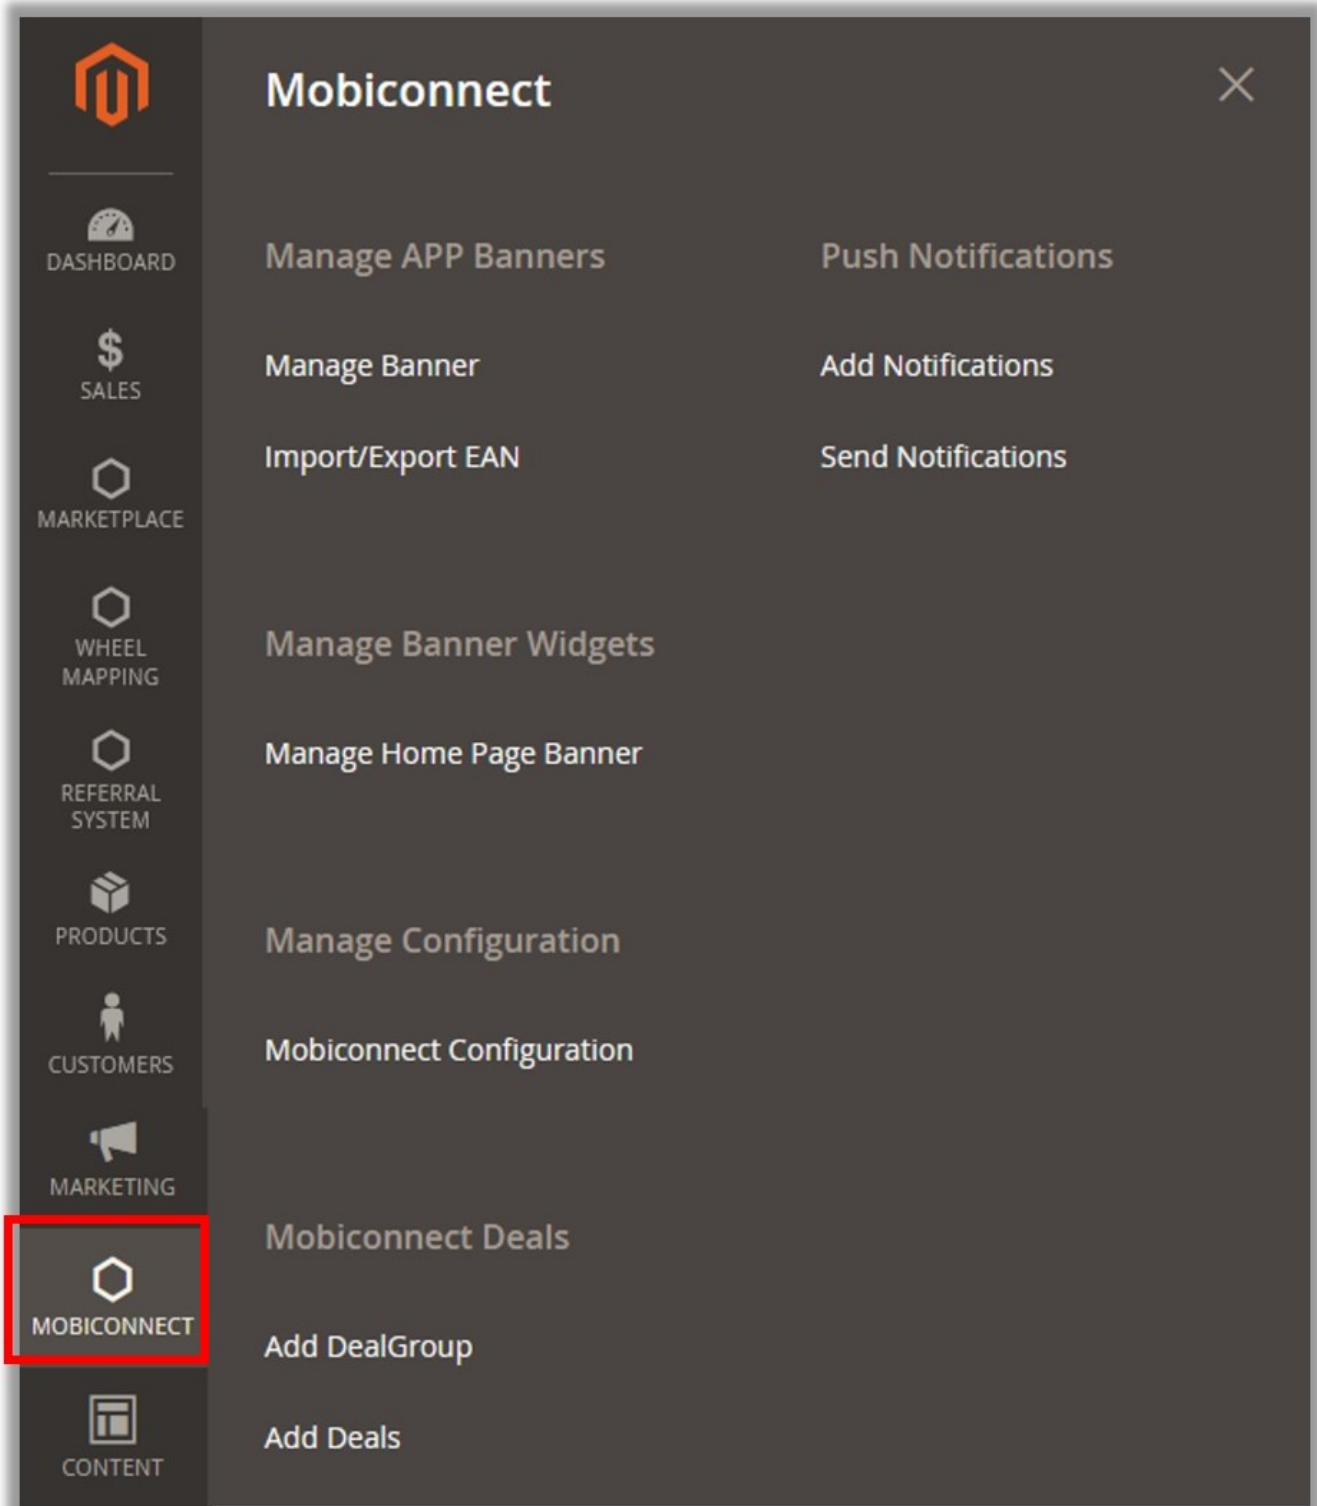 DASHBOARD
SALES
MARKETPLACE
WHEEL
MAPPING
REFERRAL
SYSTEM
PRODUCTS
CUSTOMERS
MARKETING
MOBICONNECT
CONTENT
Mobiconnect
Manage APP Banners
Manage Banner
Import/Export EAN
Manage Banner Widgets
Manage Home Page Banner
Manage Configuration
Mobiconnect Configuration
Mobiconnect Deals
Add DealGroup
Add Deals
Push Notifications
Add Notifications
Send Notifications